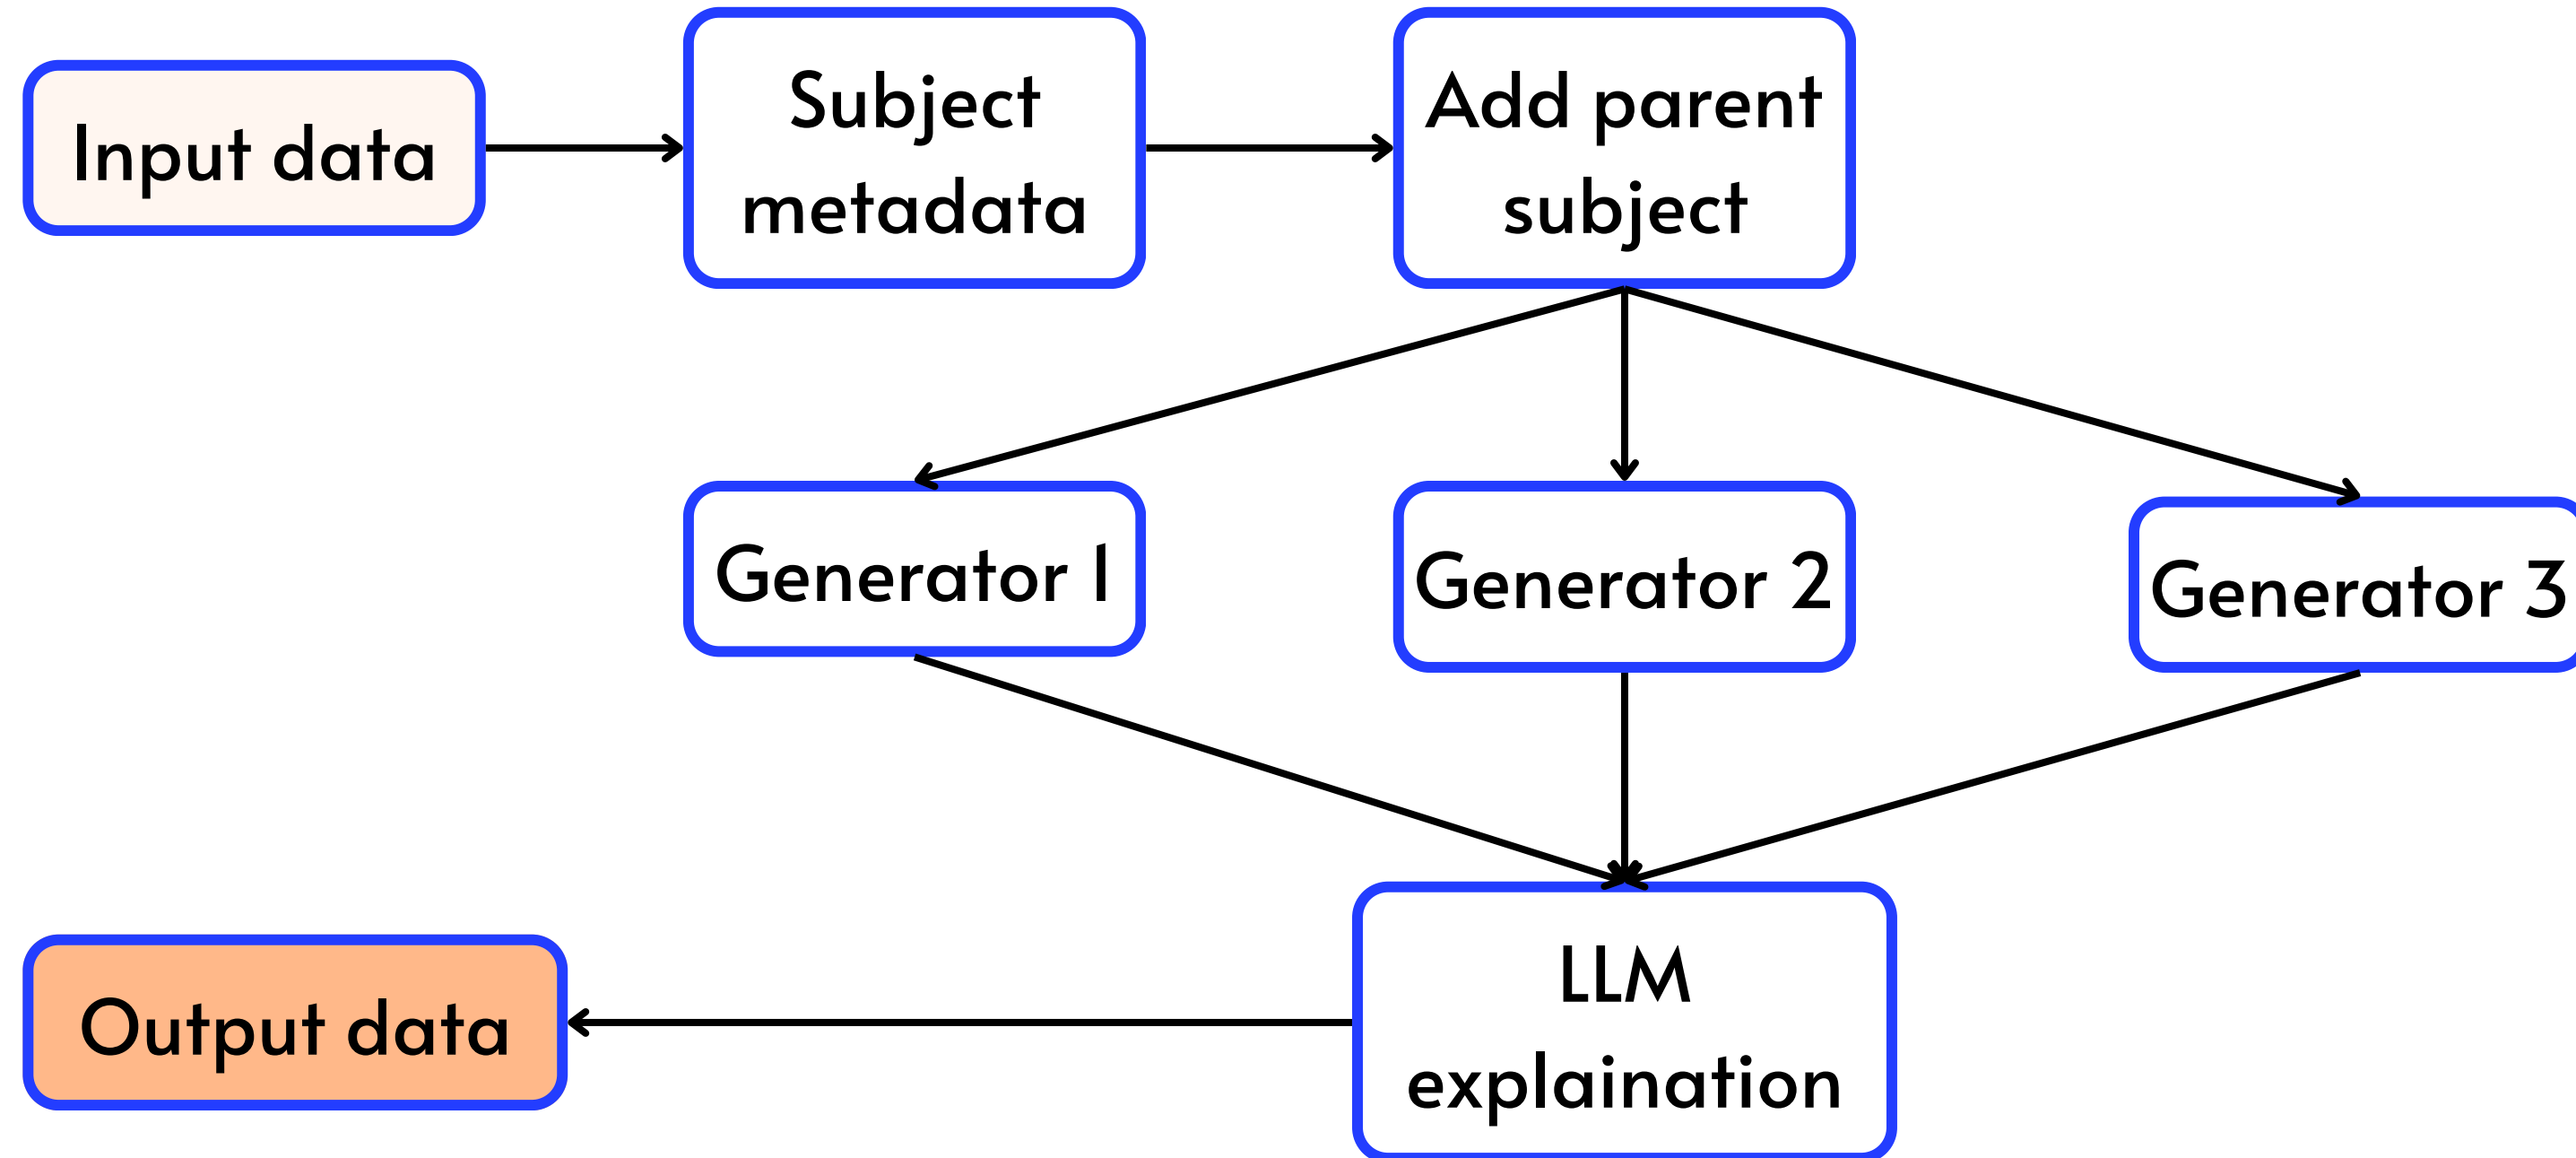 Input data
Subject
metadata
Add parent
subject
Generator 1
Generator 2
Generator 3
LLM
explaination
Output data